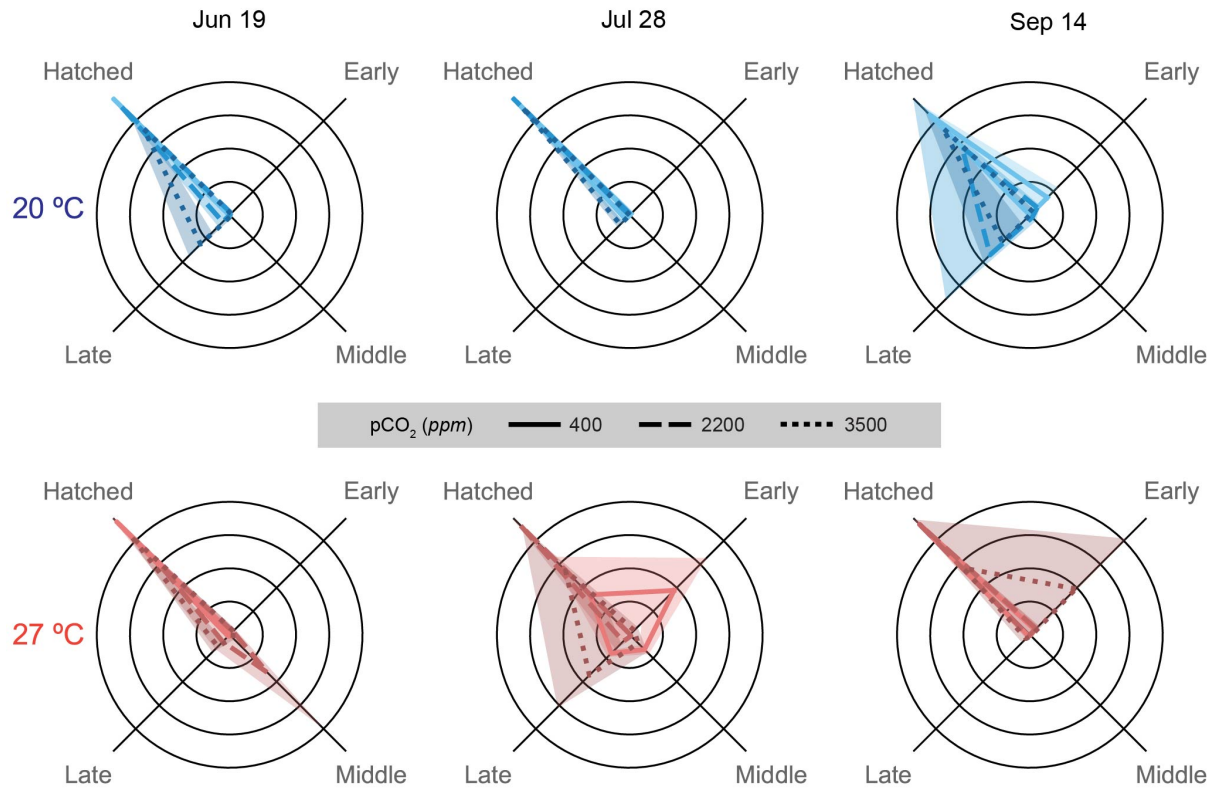 Jun 19
Jul 28
Sep 14
Hatched Early
Hatched Early
Hatched Early
20 ºC
Late Middle
Late Middle
Late Middle
pCO₂ (ppm) 400 2200 3500
Hatched Early
Hatched Early
Hatched Early
27 ºC
Late Middle
Late Middle
Late Middle